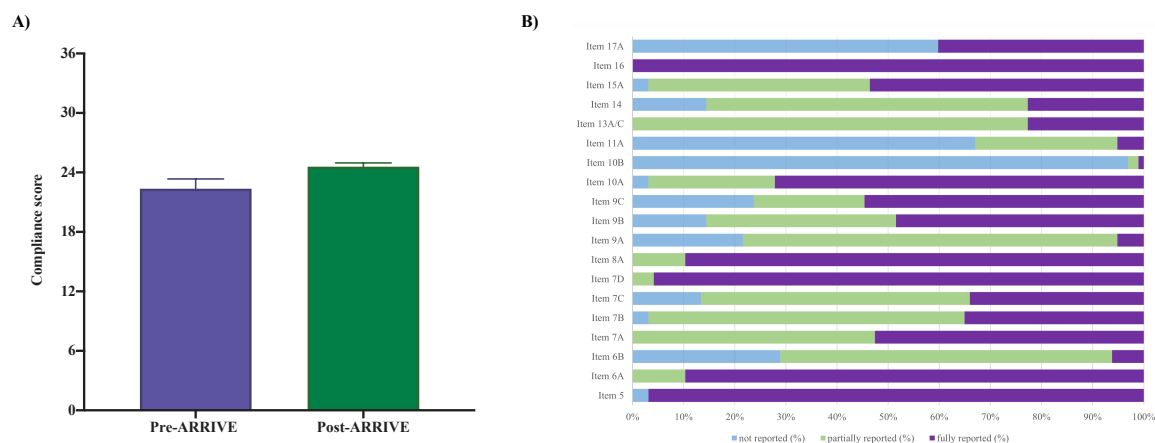 A)
B)
Compliance score
36
30
24
18
12
6
0
Pre-ARRIVE
Post-ARRIVE
Item 17A
Item 16
Item 15A
Item 14
Item 13A/C
Item 11A
Item 10B
Item 10A
Item 9C
Item 9B
Item 9A
Item 8A
Item 7D
Item 7C
Item 7B
Item 7A
Item 6B
Item 6A
Item 5
0% 10% 20% 30% 40% 50% 60% 70% 80% 90% 100%
not reported (%) partially reported (%) fully reported (%)